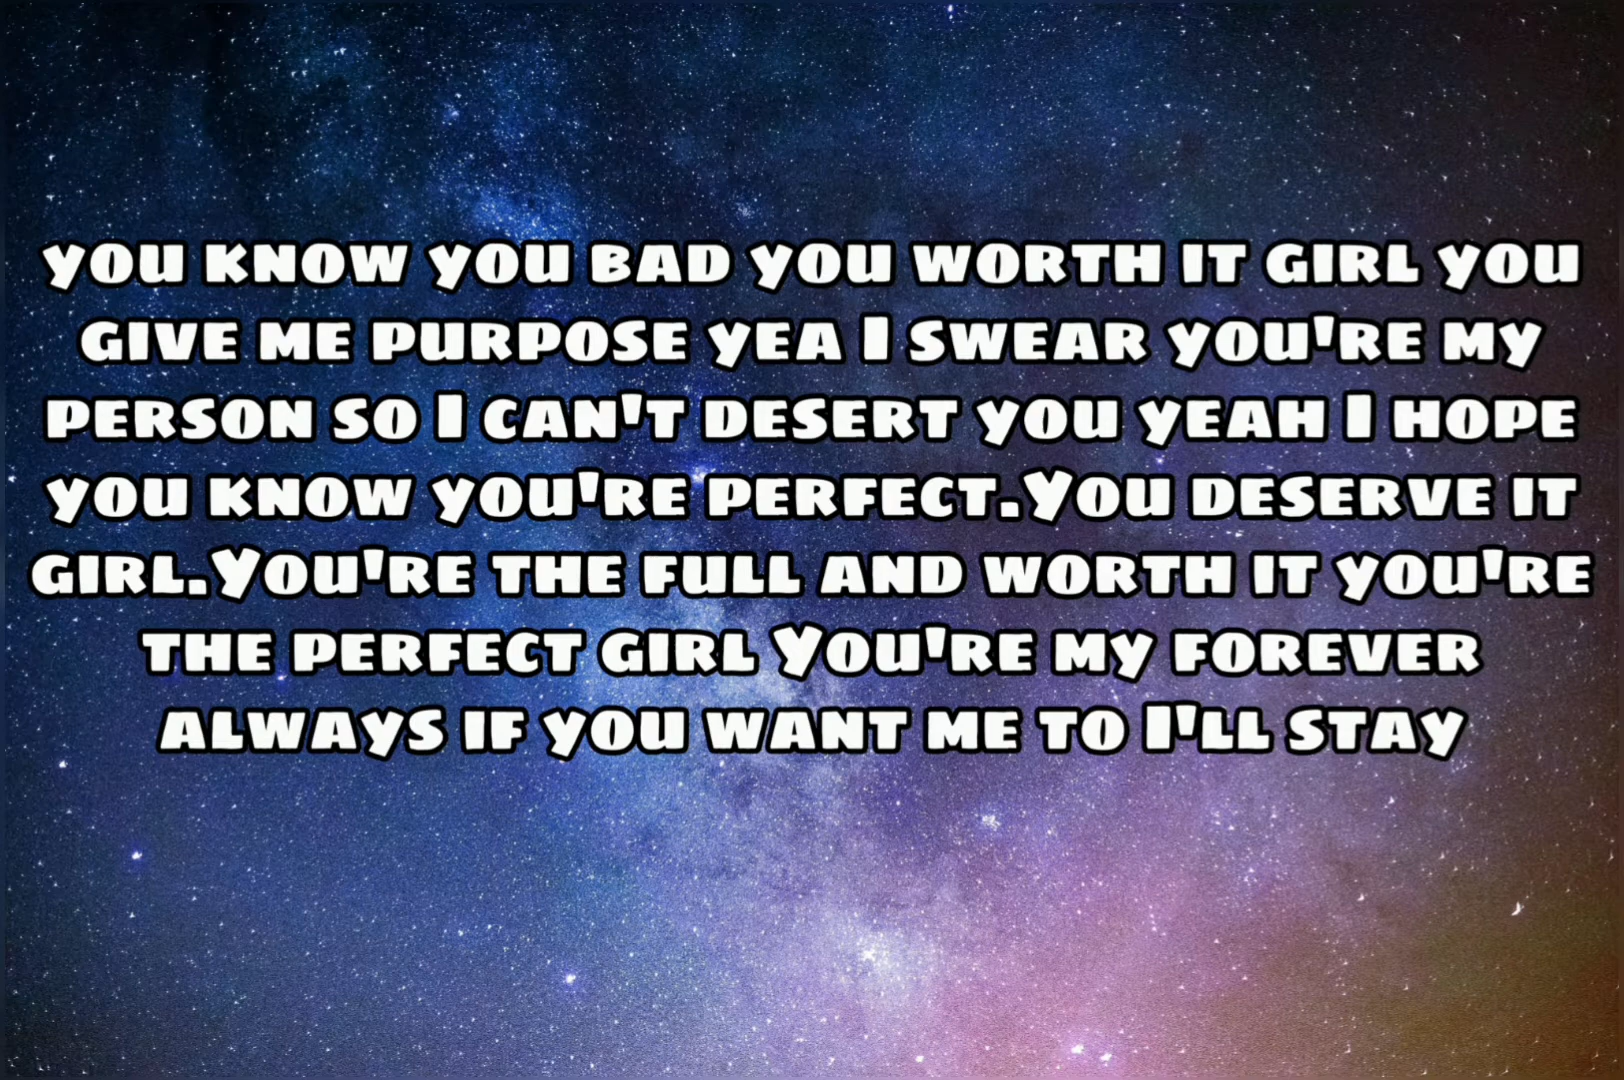 you know you bad you worth it girl you
give me purpose yea I swear you're my
person so I can't desert you yeah I hope
you know you're perfect.You deserve it
girl.You're the full and worth it you're
the perfect girl You're my forever
always if you want me to I'll stay